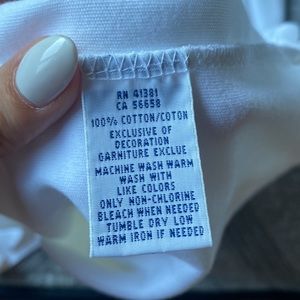 RN 41381
CA 56658
100% COTTON/COTON
EXCLUSIVE OF
DECORATION
GARNITURE EXCLUE
MACHINE WASH WARM
WASH WITH
LIKE COLORS
ONLY NON-CHLORINE
BLEACH WHEN NEEDED
TUMBLE DRY LOW
WARM IRON IF NEEDED